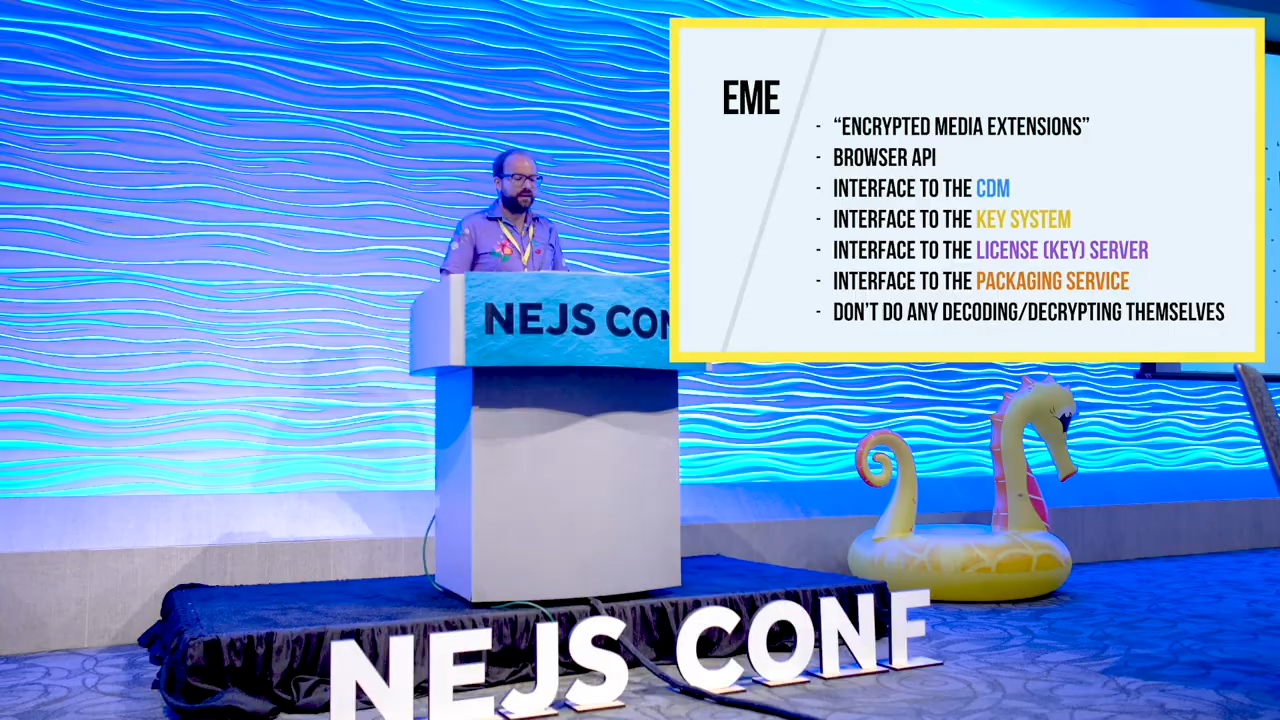 EME
- “ENCRYPTED MEDIA EXTENSIONS”
- BROWSER API
- INTERFACE TO THE CDM
- INTERFACE TO THE KEY SYSTEM
- INTERFACE TO THE LICENSE (KEY) SERVER
- INTERFACE TO THE PACKAGING SERVICE
- DON’T DO ANY DECODING/DECRYPTING THEMSELVES
NEJS CON
NEJS CONF